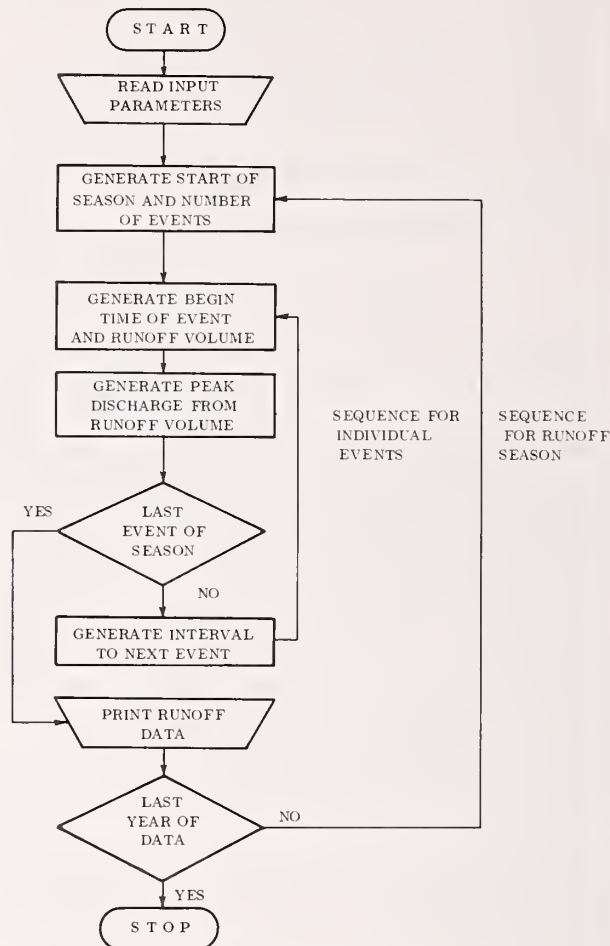 START
READ INPUT
PARAMETERS
GENERATE START OF
SEASON AND NUMBER
OF EVENTS
GENERATE BEGIN
TIME OF EVENT
AND RUNOFF VOLUME
GENERATE PEAK
DISCHARGE FROM
RUNOFF VOLUME
SEQUENCE FOR
INDIVIDUAL
EVENTS
SEQUENCE
FOR RUNOFF
SEASON
YES
LAST
EVENT OF
SEASON
NO
GENERATE INTERVAL
TO NEXT EVENT
PRINT RUNOFF
DATA
LAST
YEAR OF
DATA
NO
YES
STOP